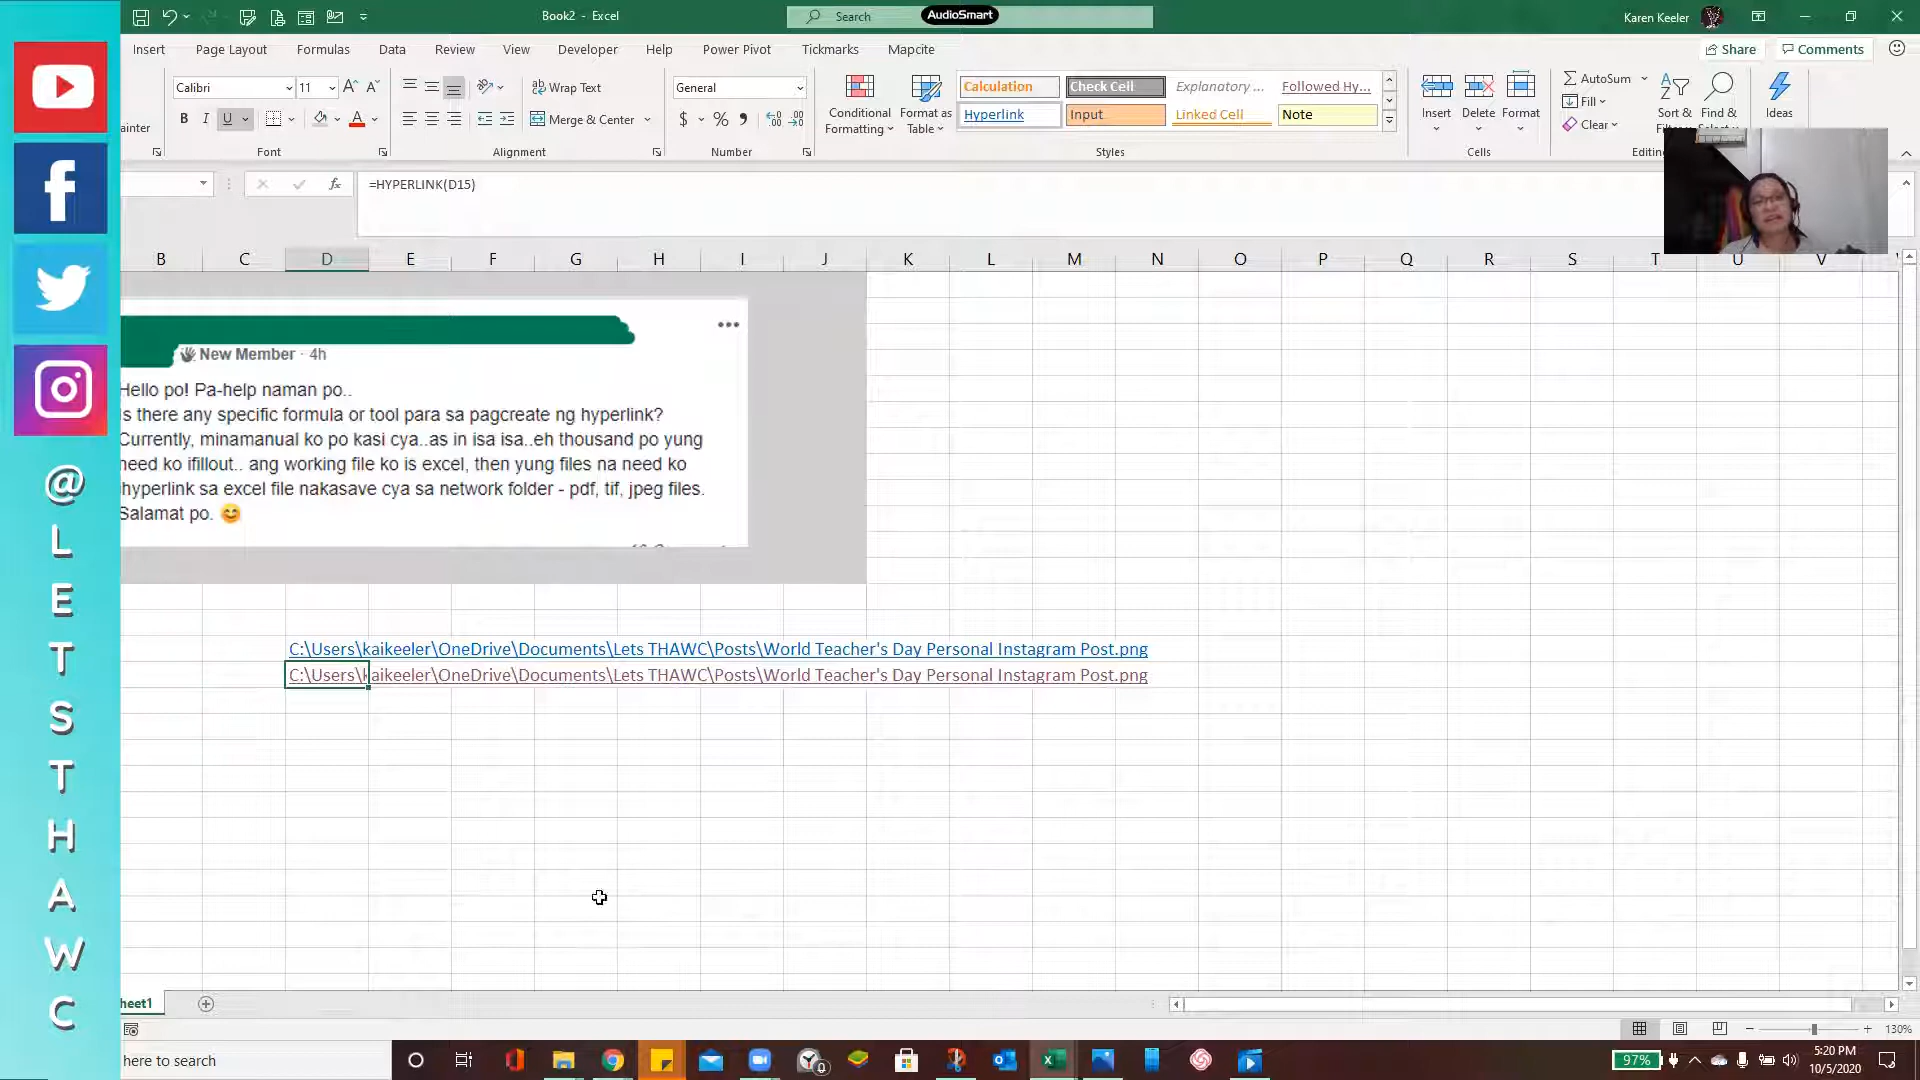 Book2 - Excel
Search
AudioSmart
Karen Keeler
Insert
Page Layout
Formulas
Data
Review
View
Developer
Help
Power Pivot
Tickmarks
Mapcite
Share
Comments
Calibri
11
Wrap Text
General
Merge & Center
B I U
$ % 9
Conditional Formatting
Format as Table
Calculation
Check Cell
Explanatory ...
Followed Hy...
Hyperlink
Input
Linked Cell
Note
Insert
Delete
Format
AutoSum
Fill
Clear
Sort &
Find &
Ideas
ainter
Font
Alignment
Number
Styles
Cells
Editin
fx
=HYPERLINK(D15)
B C D E F G H I J K L M N O P Q R S T U V
New Member · 4h
Hello po! Pa-help naman po..
Is there any specific formula or tool para sa pagcreate ng hyperlink?
Currently, minamanual ko po kasi cya..as in isa isa..eh thousand po yung
need ko ifillout.. ang working file ko is excel, then yung files na need ko
ihyperlink sa excel file nakasave cya sa network folder - pdf, tif, jpeg files.
Salamat po. 😊
C:\Users\kaikeeler\OneDrive\Documents\Lets THAWC\Posts\World Teacher's Day Personal Instagram Post.png
C:\Users\kaikeeler\OneDrive\Documents\Lets THAWC\Posts\World Teacher's Day Personal Instagram Post.png
@
L
E
T
S
T
H
A
W
C
heet1
130%
here to search
97%
5:20 PM
10/5/2020